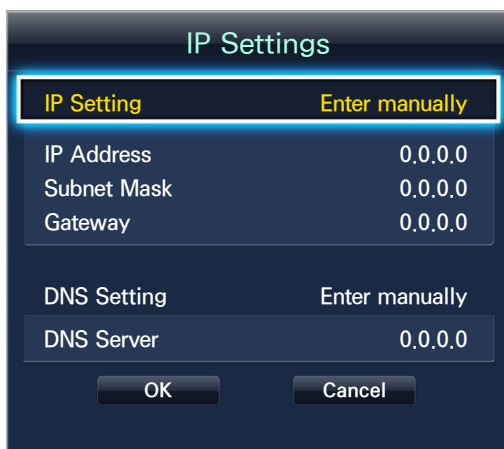 IP Settings
IP Setting Enter manually
IP Address 0.0.0.0
Subnet Mask 0.0.0.0
Gateway 0.0.0.0
DNS Setting Enter manually
DNS Server 0.0.0.0
OK Cancel